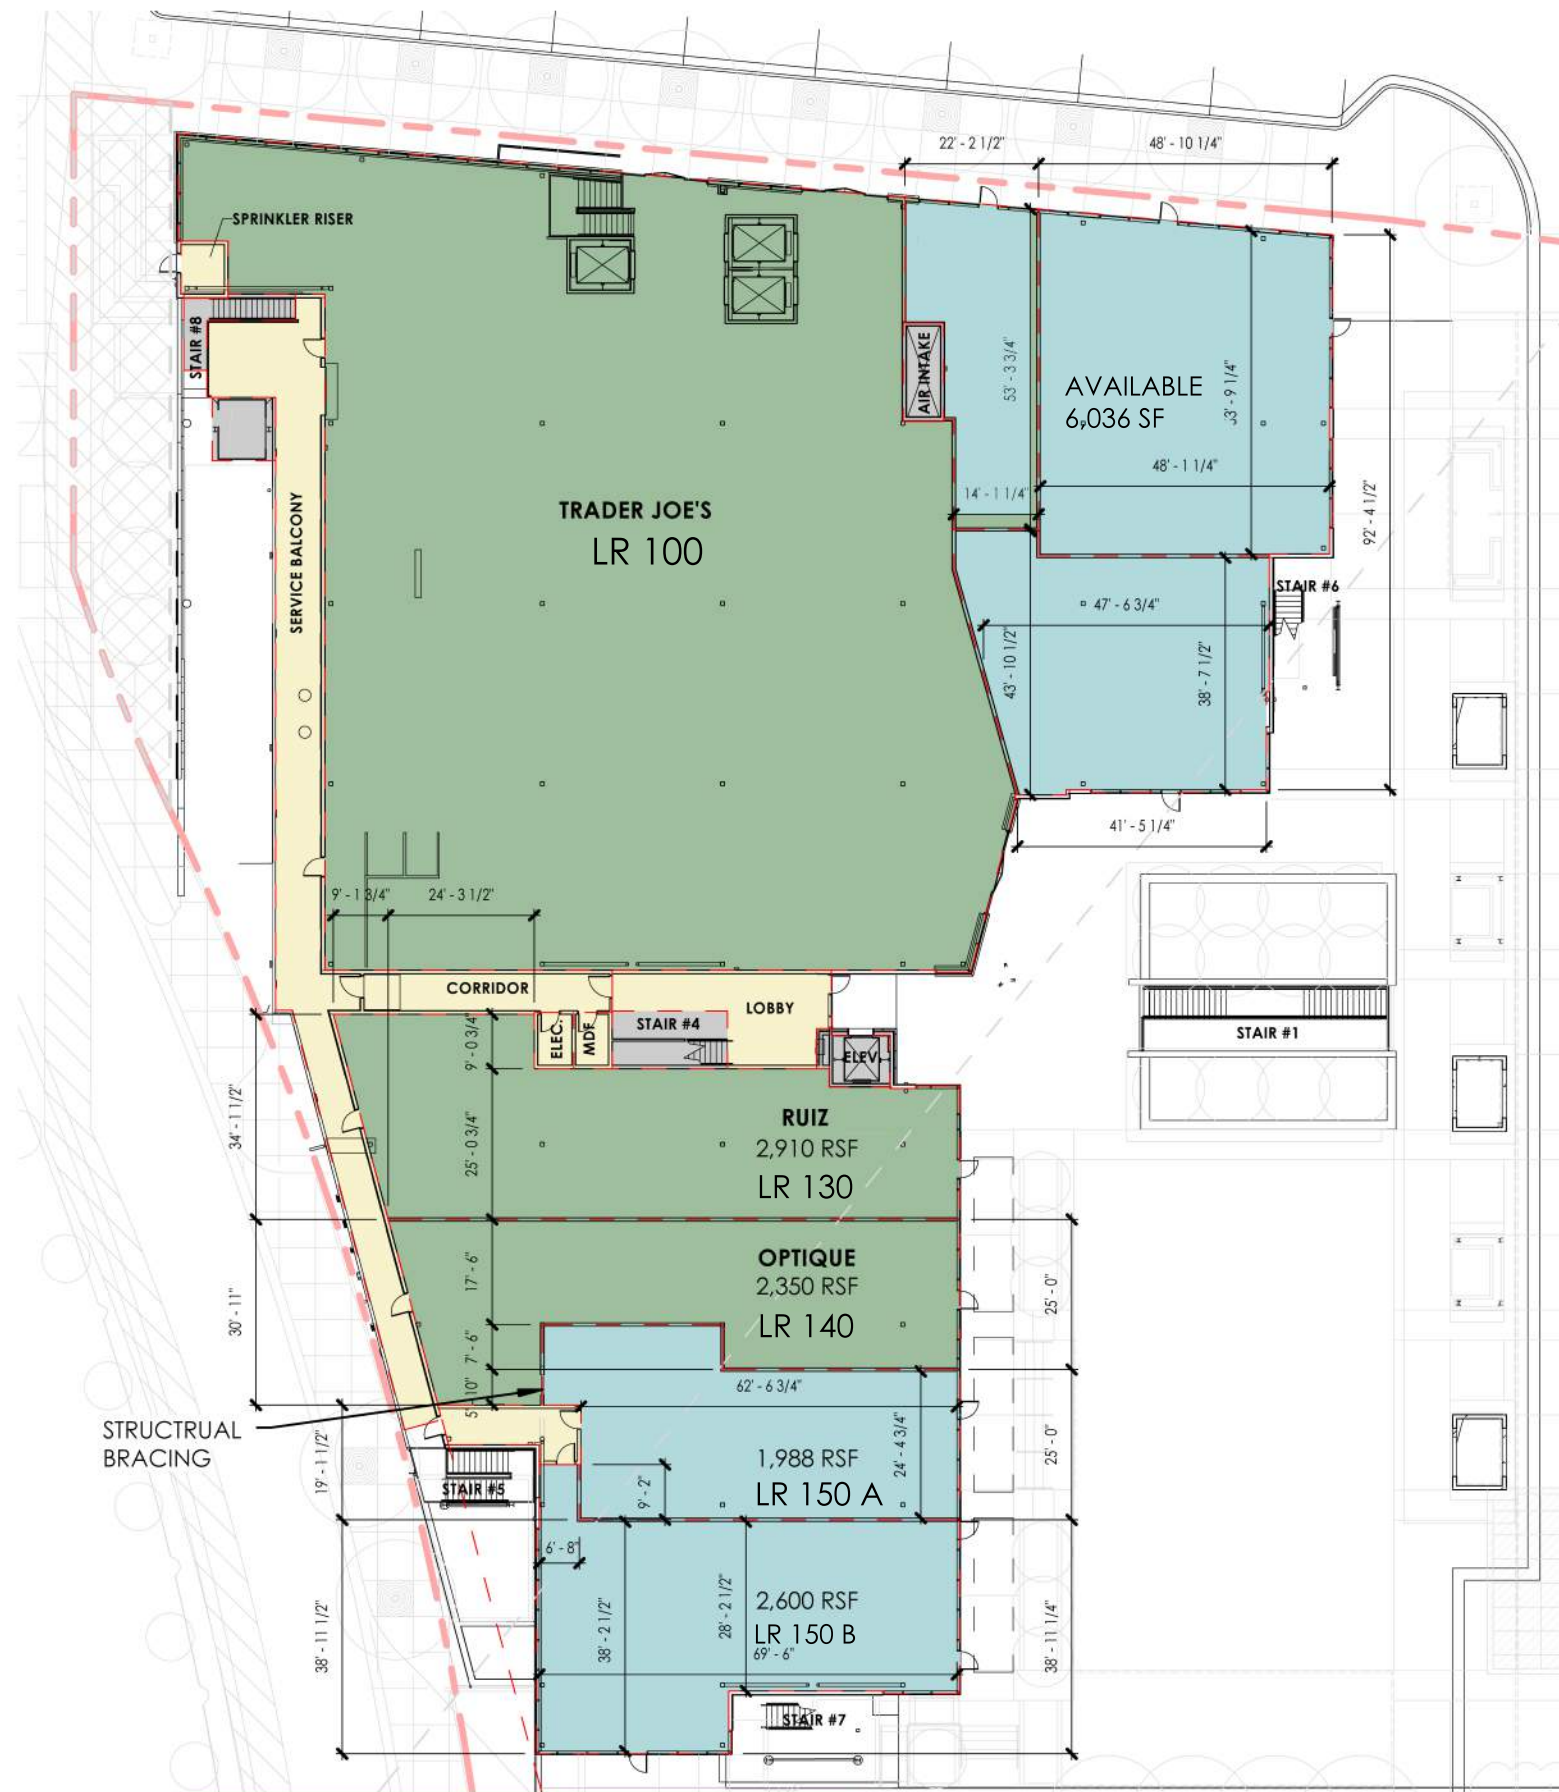 22' - 2 1/2"
48' - 10 1/4"
SPRINKLER RISER
STAIR #8
AIR INTAKE
53' - 3 3/4"
AVAILABLE
6,036 SF
48' - 1 1/4"
14' - 1 1/4"
92' - 4 1/2"
TRADER JOE'S
LR 100
SERVICE BALCONY
STAIR #6
47' - 6 3/4"
43' - 10 1/2"
38' - 7 1/2"
41' - 5 1/4"
9' - 1 3/4"
24' - 3 1/2"
CORRIDOR
LOBBY
ELEC.
MDF
STAIR #4
ELEV.
STAIR #1
9' - 0 3/4"
34' - 1 1/2"
25' - 0 3/4"
RUIZ
2,910 RSF
LR 130
OPTIQUE
2,350 RSF
LR 140
17' - 6"
25' - 0"
30' - 11"
7' - 6"
5' - 10"
62' - 6 3/4"
STRUCTRUAL
BRACING
19' - 1 1/2"
24' - 4 3/4"
25' - 0"
1,988 RSF
LR 150 A
STAIR #5
9' - 2"
6' - 8"
38' - 11 1/2"
38' - 2 1/2"
28' - 2 1/2"
2,600 RSF
LR 150 B
69' - 6"
38' - 11 1/4"
STAIR #7